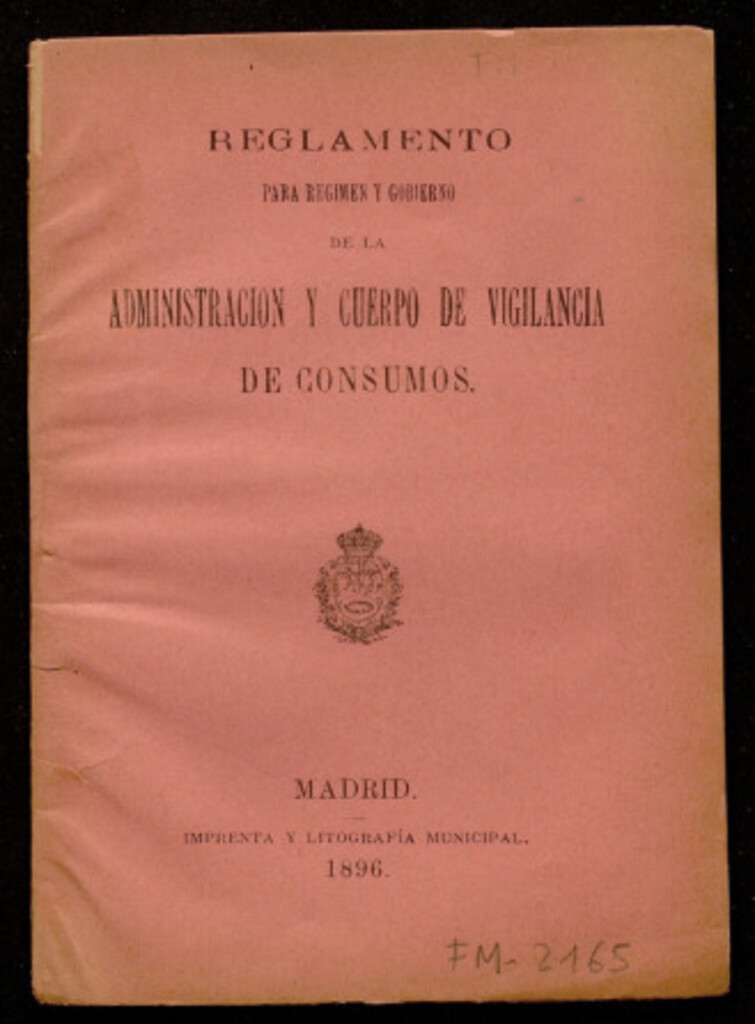 REGLAMENTO
PARA REGIMEN Y GOBIERNO
DE LA
ADMINISTRACION Y CUERPO DE VIGILANCIA
DE CONSUMOS.
MADRID.
IMPRENTA Y LITOGRAFÍA MUNICIPAL.
1896.
FM-2165